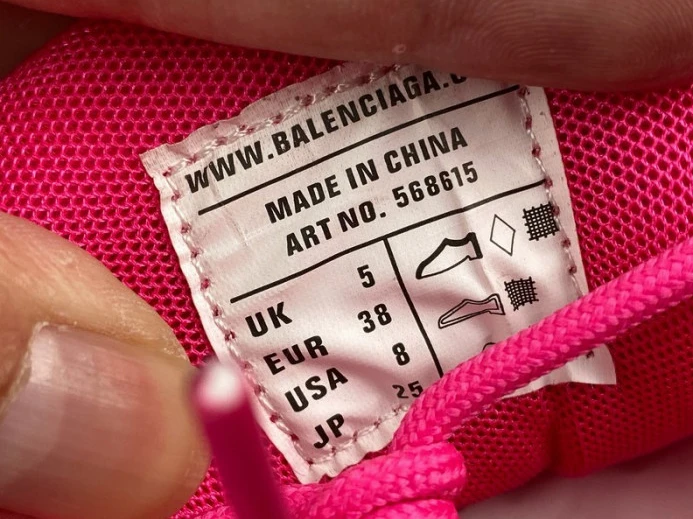 WWW.BALENCIAGA.C
MADE IN CHINA
ART NO. 568615
UK 5
EUR 38
USA 8
JP 25